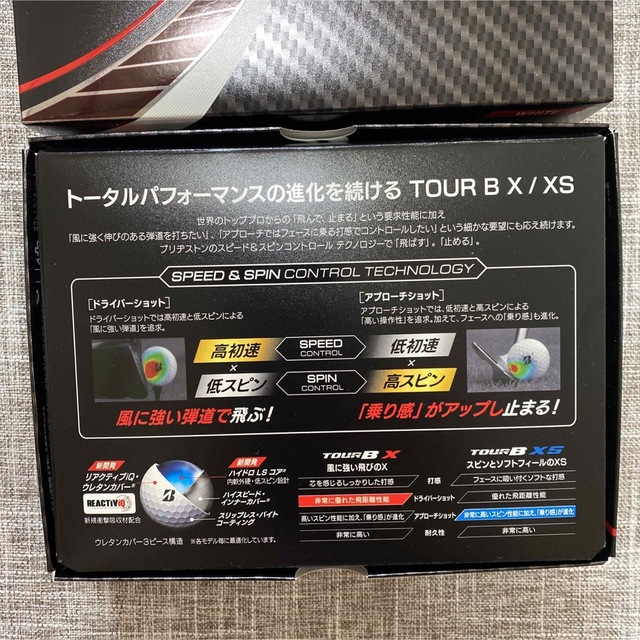 WHITE
トータルパフォーマンスの進化を続ける TOUR B X / XS
世界のトッププロからの「飛んで、止まる」という要求性能に加え
「風に強く伸びのある弾道を打ちたい」、「アプローチではフェースに乗る打感でコントロールしたい」という細かな要望にも応え続けます。
ブリヂストンのスピード&スピンコントロール テクノロジーで「飛ばす」。「止める」。
SPEED & SPIN CONTROL TECHNOLOGY
[ドライバーショット]
ドライバーショットでは高初速と低スピンによる
「風に強い弾道」を追求。
[アプローチショット]
アプローチショットでは、低初速と高スピンによる
「高い操作性」を追求。加えて、フェースへの「乗り感」も進化。
高初速 SPEED CONTROL 低初速
× ×
低スピン SPIN CONTROL 高スピン
風に強い弾道で飛ぶ!
「乗り感」がアップし止まる!
新開発
リアクティブiQ・
ウレタンカバー※
REACTIV iQ
新規衝撃吸収材配合
新開発
ハイドロ LS コア※
内軟外硬・低スピン設計
ハイスピード・
インナーカバー※
スリップレス・バイト
コーティング
ウレタンカバー3ピース構造 ※各モデル毎に最適化しています。
TOUR B X
風に強い飛びのX
TOUR B XS
スピンとソフトフィールのXS
芯を感じるしっかりした打感 打感 フェースに吸い付くソフトな打感
非常に優れた飛距離性能 ドライバーショット 優れた飛距離性能
高いスピン性能に加え、「乗り感」が進化 アプローチショット 非常に高いスピン性能に加え、「乗り感」が進化
非常に高い 耐久性 非常に高い